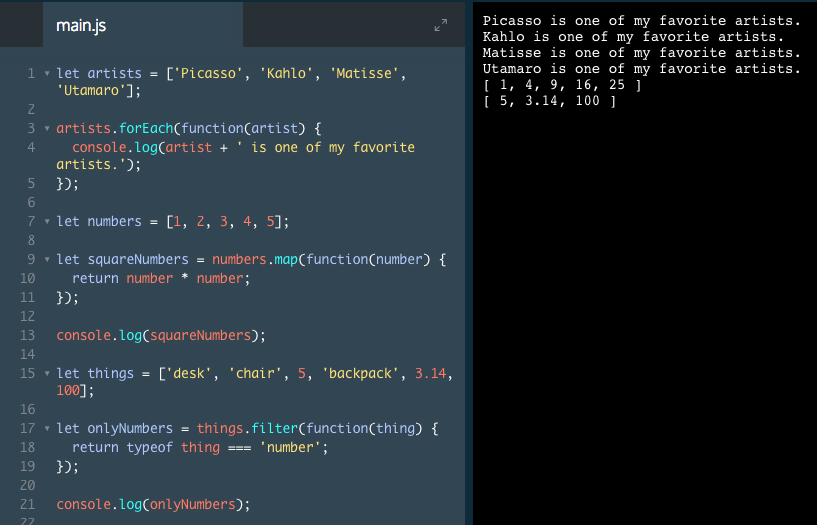 main.js
1 let artists = ['Picasso', 'Kahlo', 'Matisse',
'Utamaro'];
2
3 artists.forEach(function(artist) {
4 console.log(artist + ' is one of my favorite
artists.');
5 });
6
7 let numbers = [1, 2, 3, 4, 5];
8
9 let squareNumbers = numbers.map(function(number) {
10 return number * number;
11 });
12
13 console.log(squareNumbers);
14
15 let things = ['desk', 'chair', 5, 'backpack', 3.14,
100];
16
17 let onlyNumbers = things.filter(function(thing) {
18 return typeof thing === 'number';
19 });
20
21 console.log(onlyNumbers);
22
Picasso is one of my favorite artists.
Kahlo is one of my favorite artists.
Matisse is one of my favorite artists.
Utamaro is one of my favorite artists.
[ 1, 4, 9, 16, 25 ]
[ 5, 3.14, 100 ]